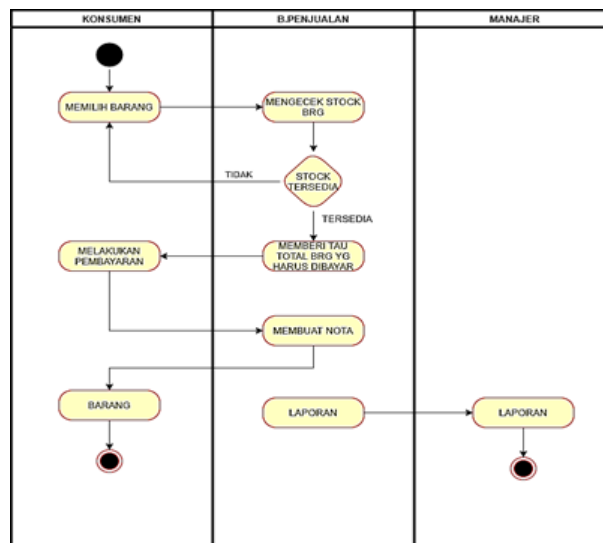 KONSUMEN
B.PENJUALAN
MANAJER
MEMILIH BARANG
MENGECEK STOCK
BRG
TIDAK
STOCK
TERSEDIA
TERSEDIA
MELAKUKAN
PEMBAYARAN
MEMBERI TAU
TOTAL BRG YG
HARUS DIBAYAR
MEMBUAT NOTA
BARANG
LAPORAN
LAPORAN